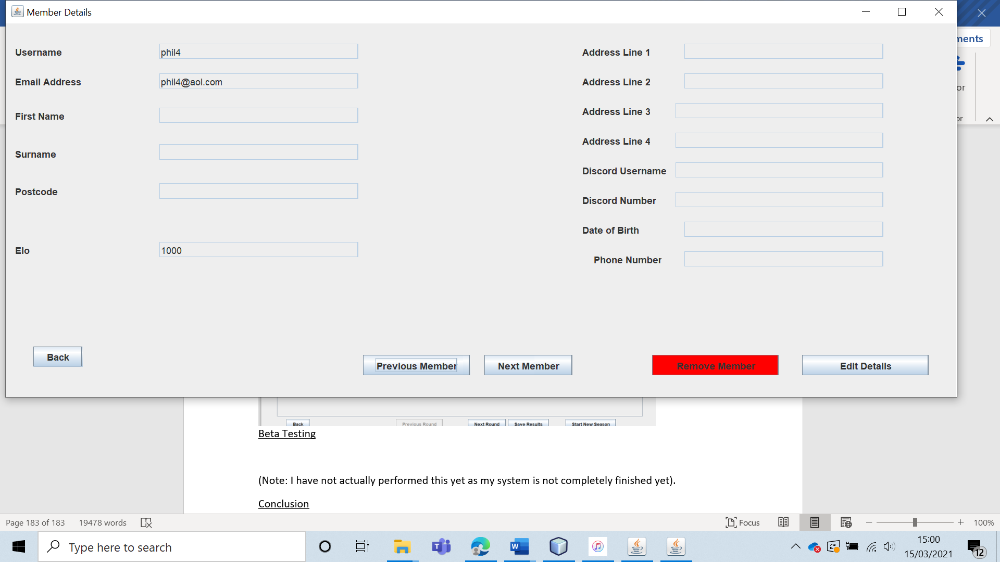 Member Details
ments
Username phil4 Address Line 1
Email Address phil4@aol.com Address Line 2
or
First Name Address Line 3
or
Surname Address Line 4
Discord Username
Postcode Discord Number
Date of Birth
Elo 1000
Phone Number
Back
Previous Member Next Member Remove Member Edit Details
Back Previous Round Next Round Save Results Start New Season
Beta Testing
(Note: I have not actually performed this yet as my system is not completely finished yet).
Conclusion
Page 183 of 183 19478 words Focus 100%
Type here to search
15:00
15/03/2021
12